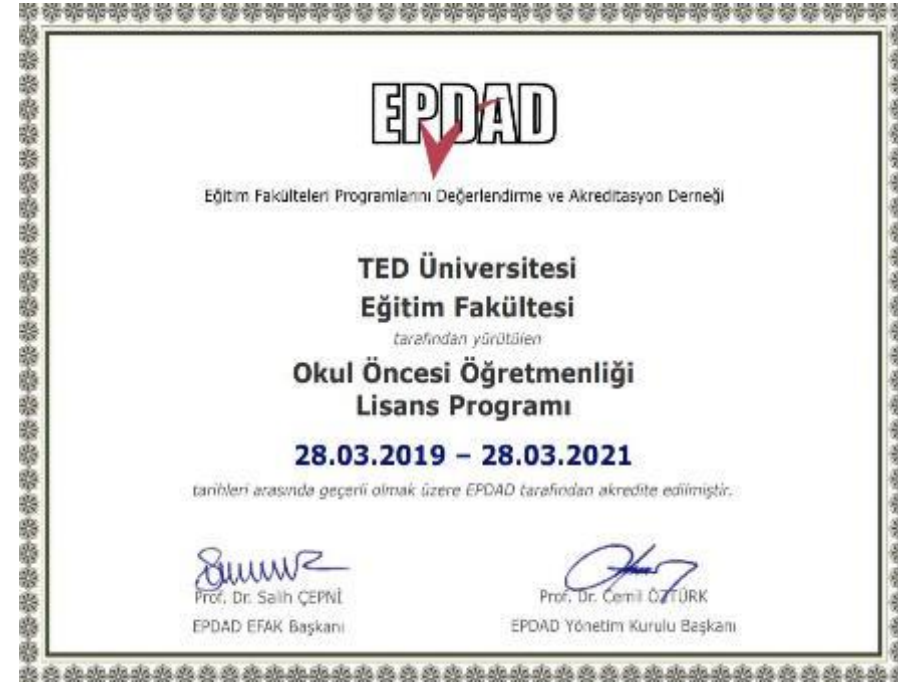 EPDAD
Eğitim Fakülteleri Programlarını Değerlendirme ve Akreditasyon Derneği
TED Üniversitesi
Eğitim Fakültesi
tarafından yürütülen
Okul Öncesi Öğretmenliği
Lisans Programı
28.03.2019 – 28.03.2021
tarihleri arasında geçerli olmak üzere EPDAD tarafından akredite edilmiştir.
Prof. Dr. Salih ÇEPNİ
Prof. Dr. Cemil ÖZTÜRK
EPDAD EFAK Başkanı
EPDAD Yönetim Kurulu Başkanı